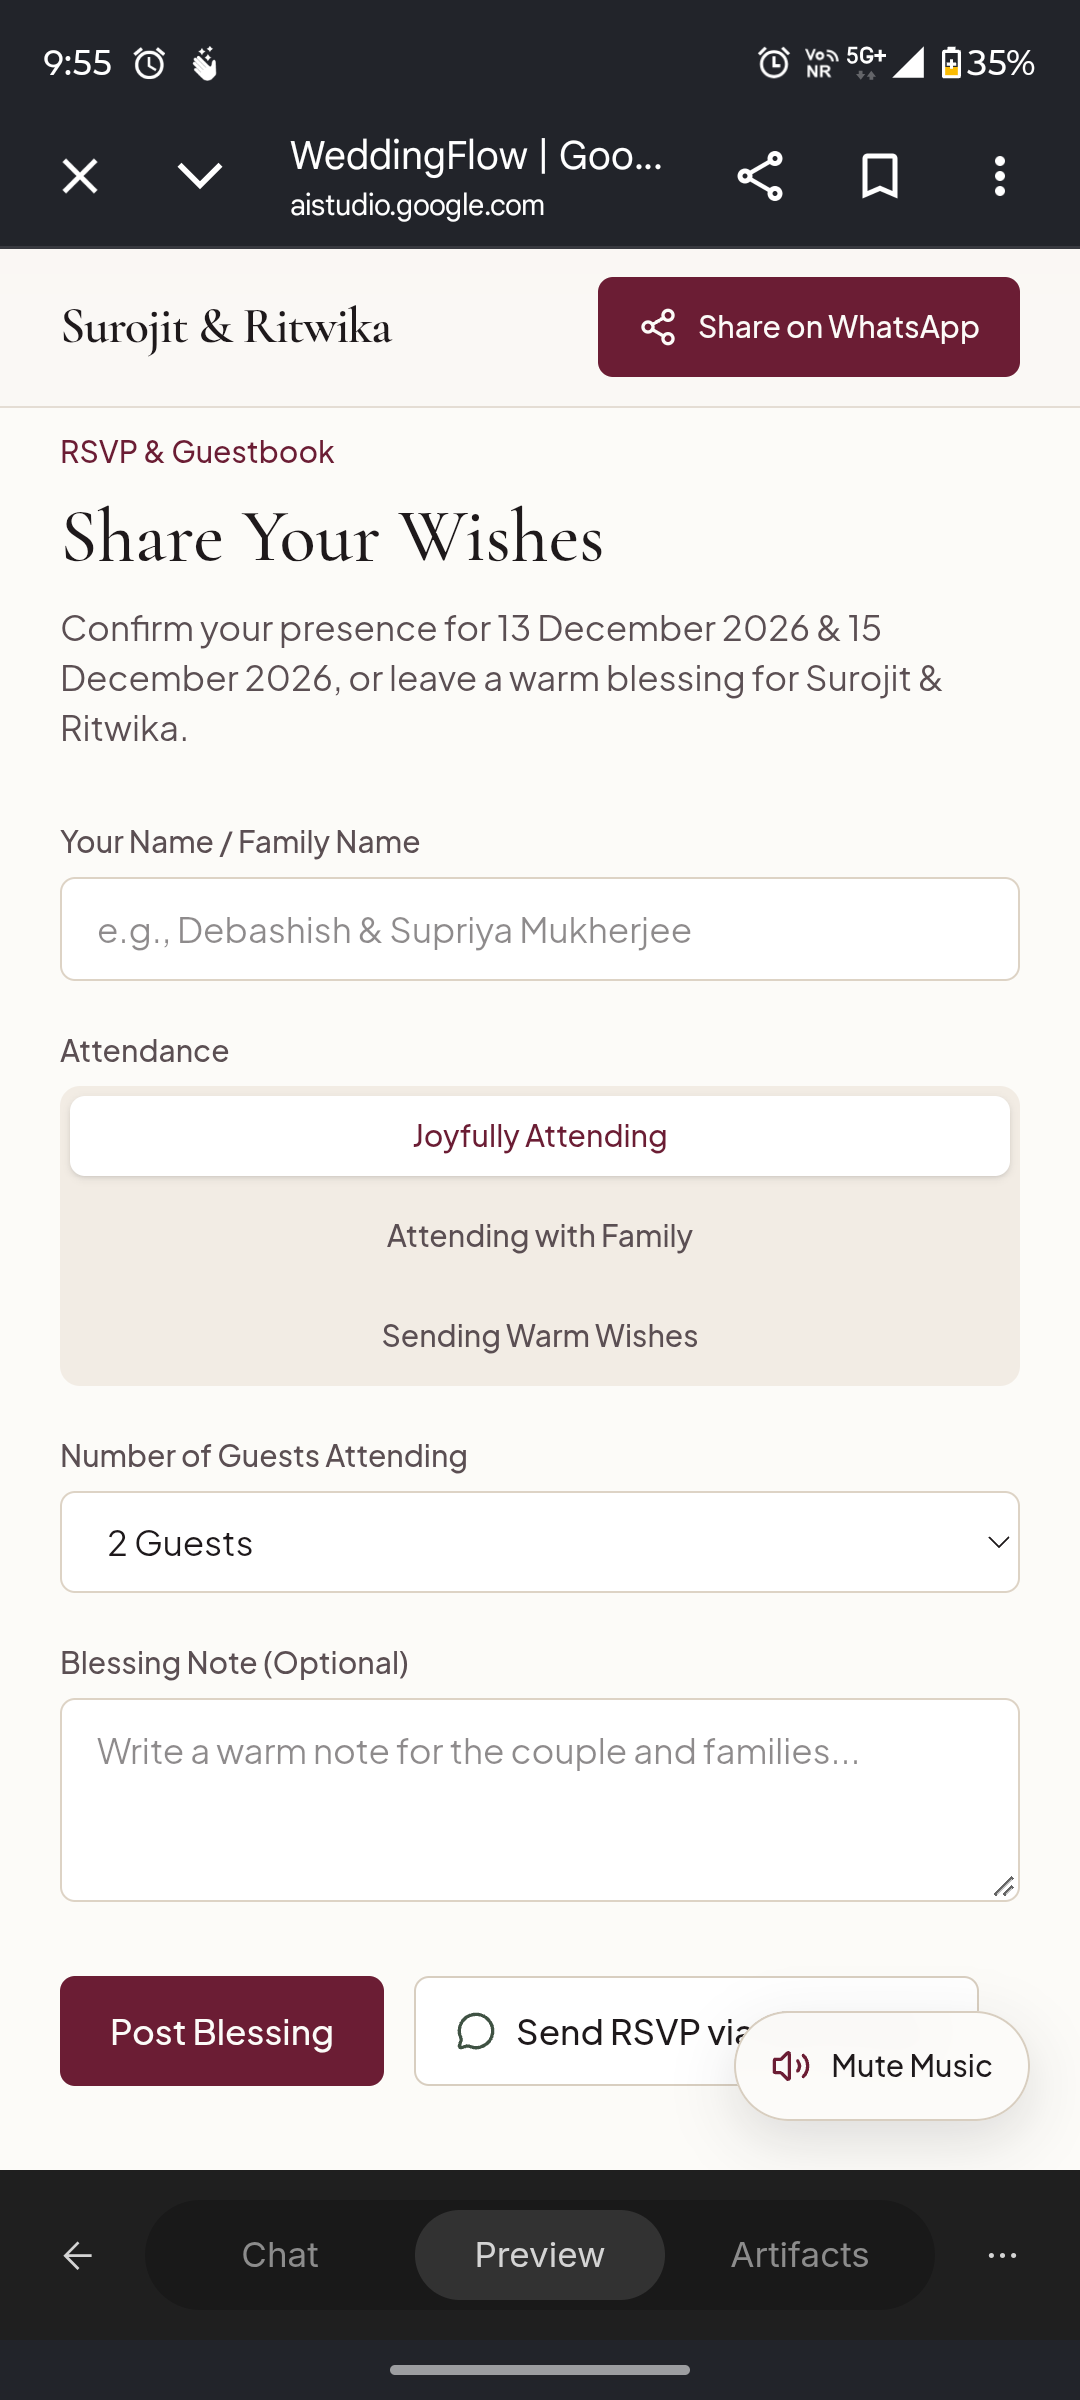 9:55
Vo NR
5G+
35%
WeddingFlow | Goo...
aistudio.google.com
Surojit & Ritwika
Share on WhatsApp
RSVP & Guestbook
Share Your Wishes
Confirm your presence for 13 December 2026 & 15
December 2026, or leave a warm blessing for Surojit &
Ritwika.
Your Name / Family Name
e.g., Debashish & Supriya Mukherjee
Attendance
Joyfully Attending
Attending with Family
Sending Warm Wishes
Number of Guests Attending
2 Guests
Blessing Note (Optional)
Write a warm note for the couple and families...
Post Blessing
Send RSVP via
Mute Music
Chat
Preview
Artifacts